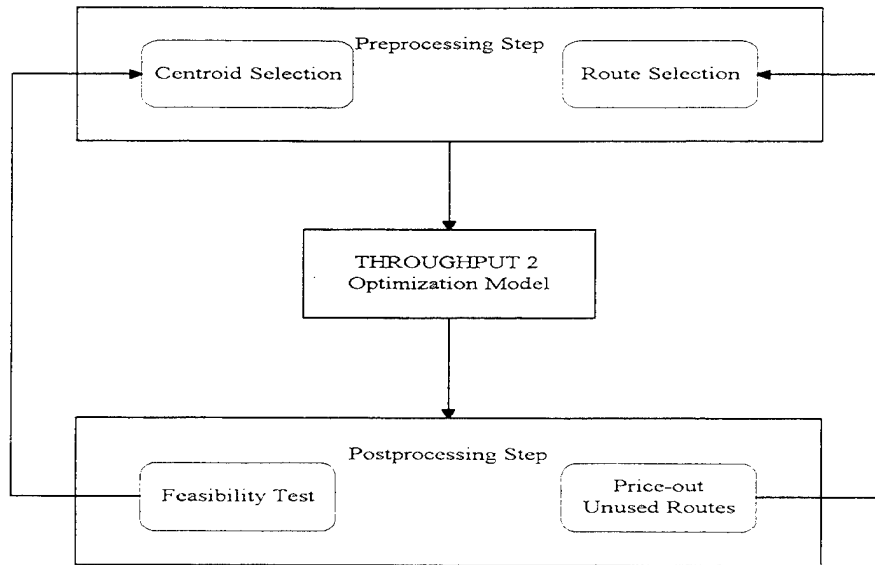 Preprocessing Step
Centroid Selection
Route Selection
THROUGHPUT 2
Optimization Model
Postprocessing Step
Feasibility Test
Price-out
Unused Routes